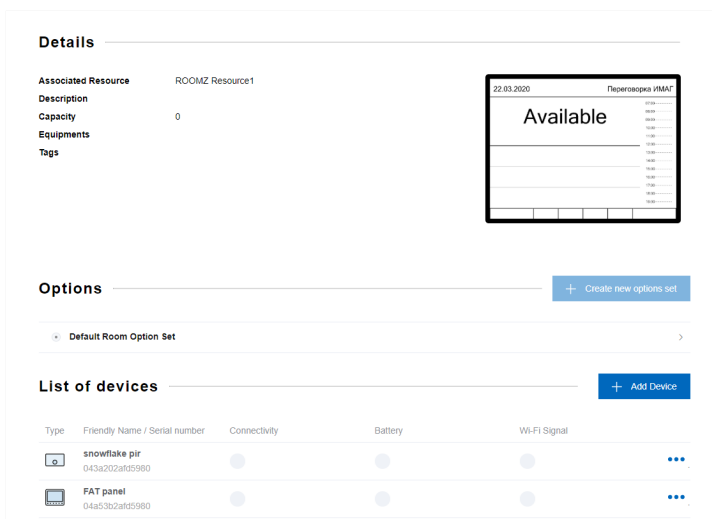 Details
Associated Resource ROOMZ Resource1
Description
Capacity 0
Equipments
Tags
22.03.2020 Переговорка ИМАГ
Available
Options
+ Create new options set
Default Room Option Set
List of devices
+ Add Device
Type Friendly Name / Serial number Connectivity Battery Wi-Fi Signal
snowflake pir
043a202afd5980
FAT panel
04a53b2afd5980